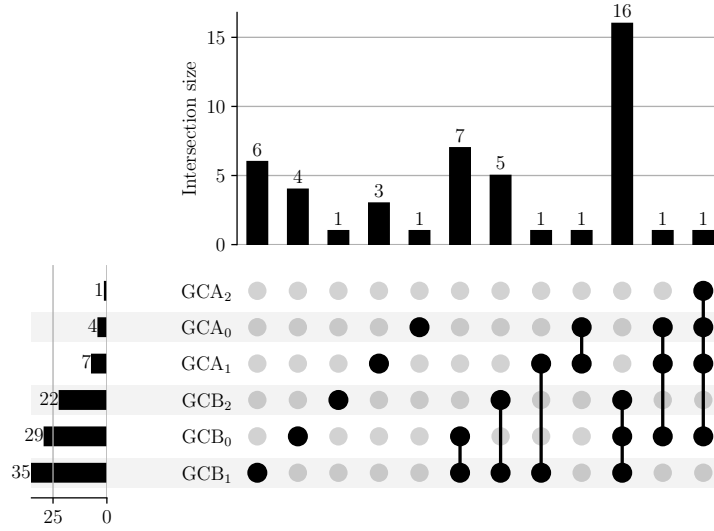 16
15
10
5
0
Intersection size
6 4 1 3 1 7 5 1 1 1 1
1 GCA₂
4 GCA₀
7 GCA₁
22 GCB₂
29 GCB₀
35 GCB₁
25 0